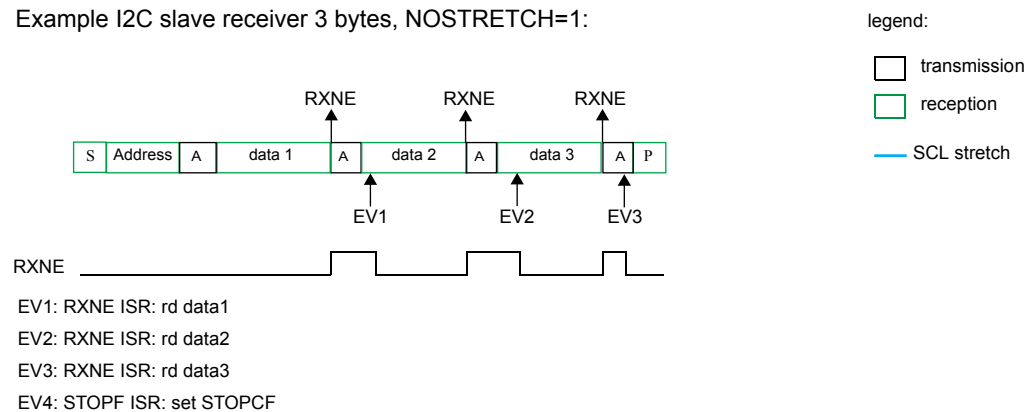 Example I2C slave receiver 3 bytes, NOSTRETCH=1:
legend:
transmission
reception
SCL stretch
RXNE RXNE RXNE
S Address A data 1 A data 2 A data 3 A P
EV1 EV2 EV3
RXNE
EV1: RXNE ISR: rd data1
EV2: RXNE ISR: rd data2
EV3: RXNE ISR: rd data3
EV4: STOPF ISR: set STOPCF